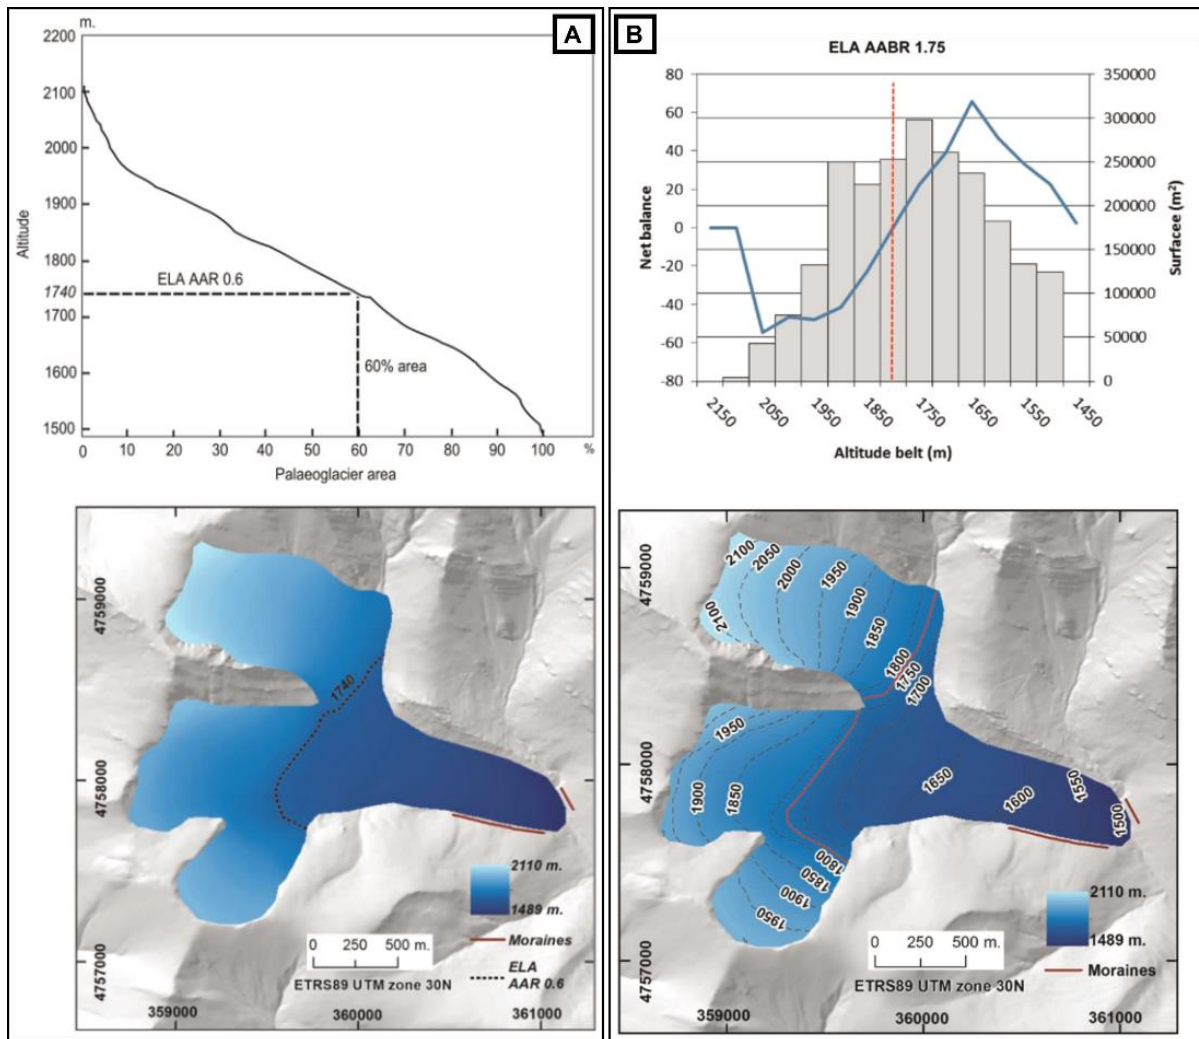 A
m.
2200
2100
2000
1900
1800
1740
1700
1600
1500
Altitude
ELA AAR 0.6
60% area
0 10 20 30 40 50 60 70 80 90 100 %
Palaeoglacier area
4759000
4758000
4757000
1740
2110 m.
1489 m.
Moraines
ELA
AAR 0.6
0 250 500 m.
ETRS89 UTM zone 30N
359000 360000 361000
B
ELA AABR 1.75
80
60
40
20
0
-20
-40
-60
-80
Net balance
350000
300000
250000
200000
150000
100000
50000
0
Surfacee (m²)
2150 2050 1950 1850 1750 1650 1550 1450
Altitude belt (m)
4759000
4758000
4757000
2100
2050
2000
1950
1900
1850
2100
1800
1750
1700
1950
1900
1850
1650
1600
1550
1500
1800
1850
1900
1950
2110 m.
1489 m.
Moraines
0 250 500 m.
ETRS89 UTM zone 30N
359000 360000 361000